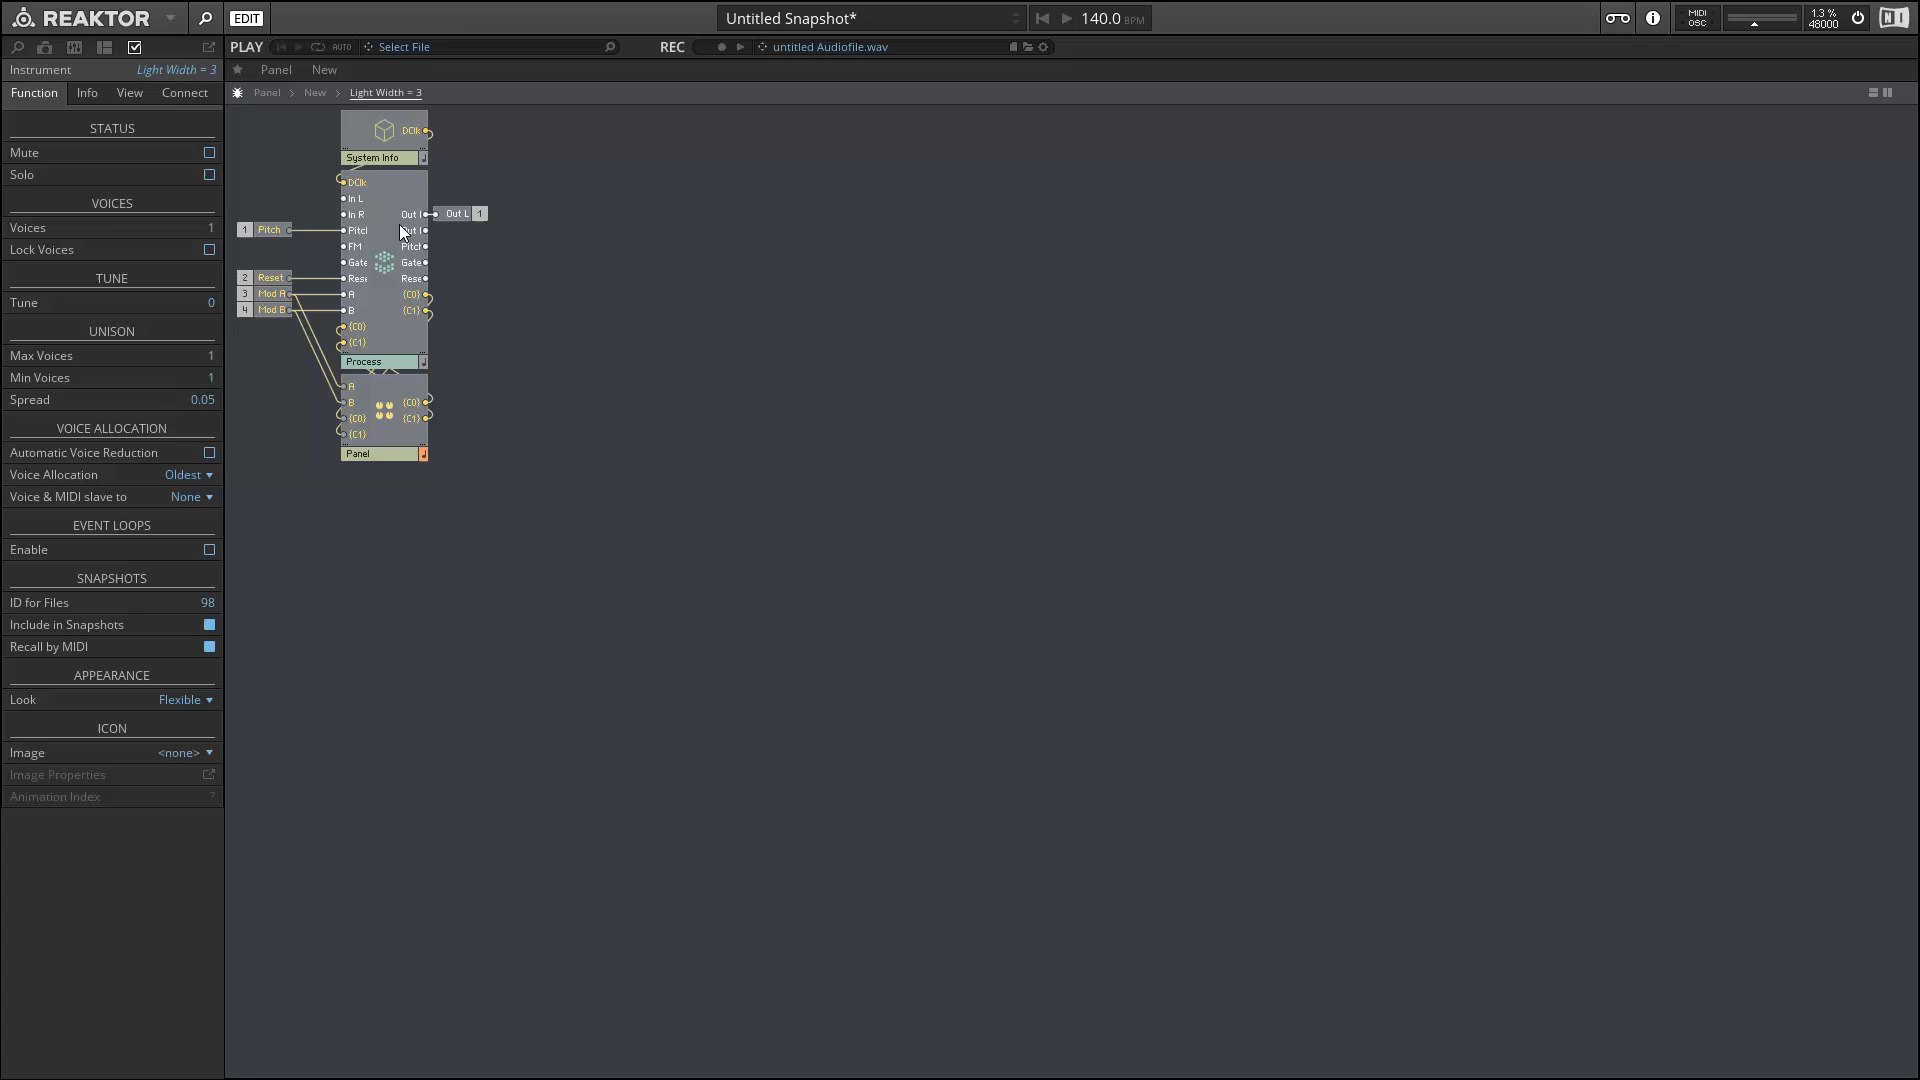 REAKTOR
EDIT
Untitled Snapshot*
140.0 BPM
MIDI
OSC
1.3 %
48000
NI
AUTO
PLAY
Select File
REC
untitled Audiofile.wav
Instrument
Light Width = 3
Panel
New
Function
Info
View
Connect
Panel
New
Light Width = 3
STATUS
Mute
Solo
VOICES
Voices 1
Lock Voices
TUNE
Tune 0
UNISON
Max Voices 1
Min Voices 1
Spread 0.05
VOICE ALLOCATION
Automatic Voice Reduction
Voice Allocation Oldest
Voice & MIDI slave to None
EVENT LOOPS
Enable
SNAPSHOTS
ID for Files 98
Include in Snapshots
Recall by MIDI
APPEARANCE
Look Flexible
ICON
Image <none>
Image Properties
Animation Index ?
DClk
System Info
DClk
In L
In R Out
Out L 1
1 Pitch
Pitch
FM
Gate Gate
2 Reset
3 Mod A
A {C0}
4 Mod B
B {C1}
{C0}
{C1}
Process
A
B {C0}
{C0} {C1}
{C1}
Panel